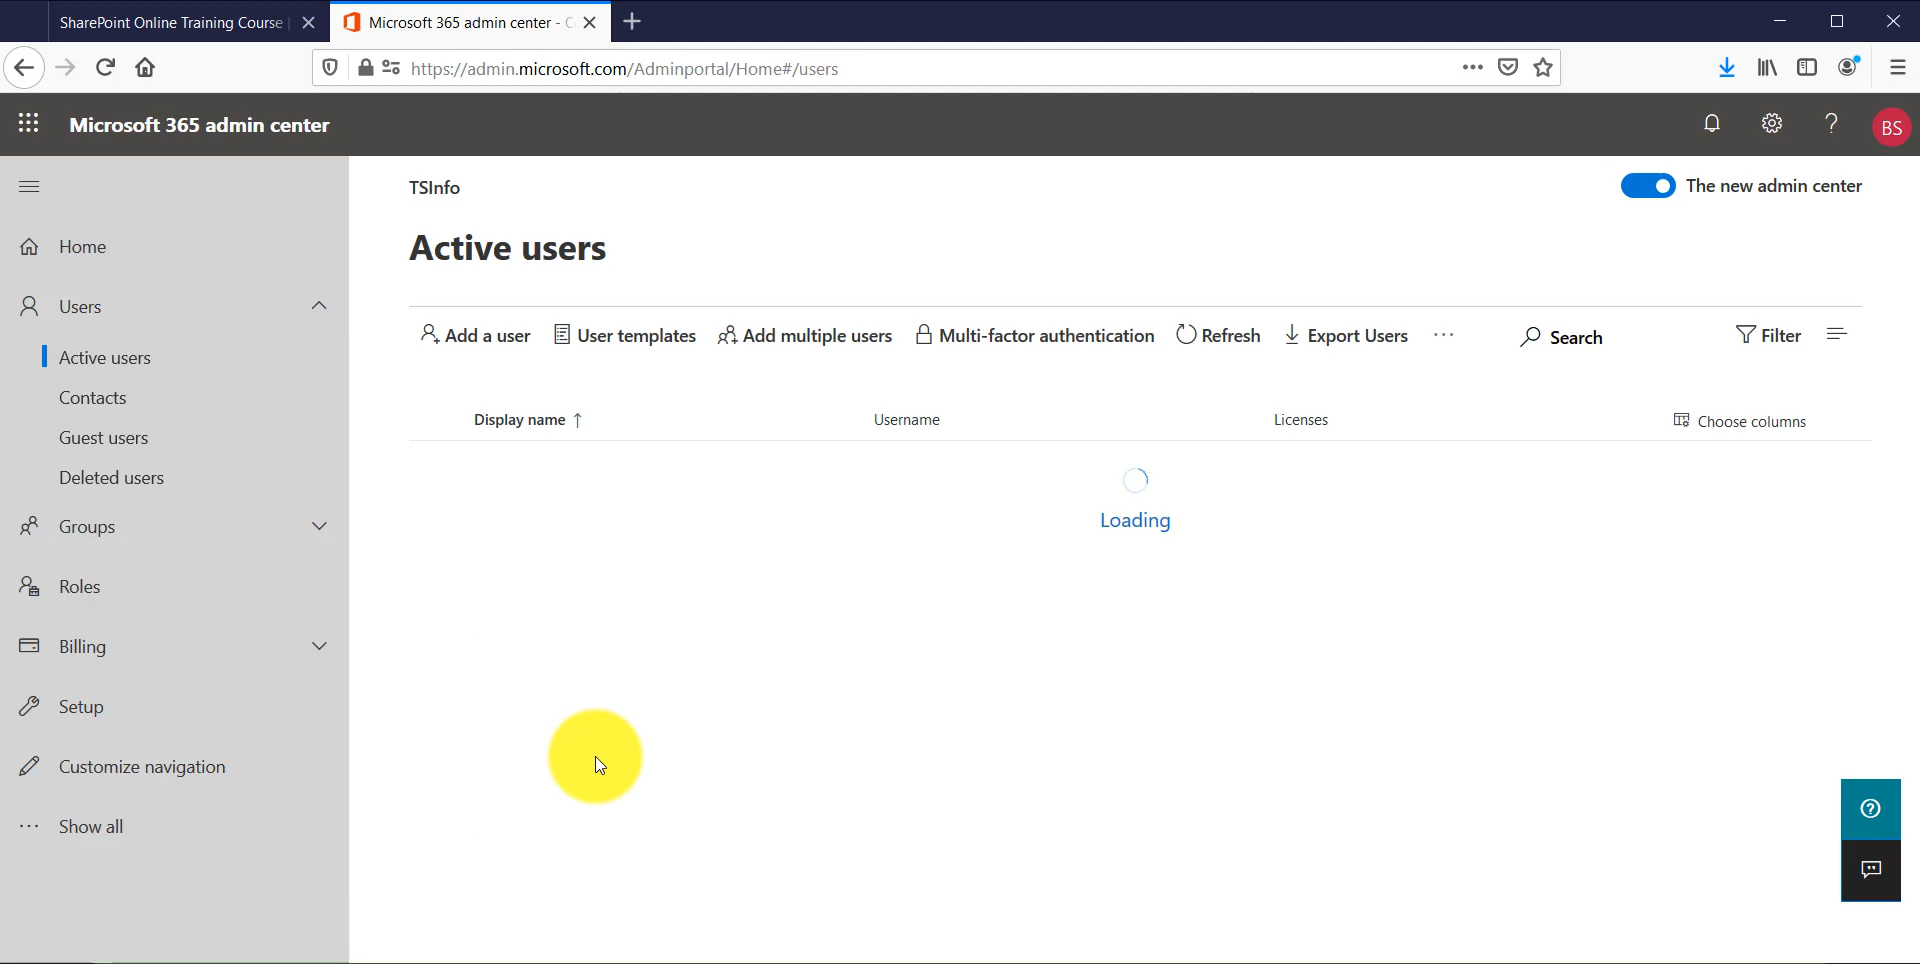 SharePoint Online Training Course
Microsoft 365 admin center -
https://admin.microsoft.com/Adminportal/Home#/users
Microsoft 365 admin center
BS
TSInfo
The new admin center
Active users
Home
Users
Active users
Contacts
Guest users
Deleted users
Groups
Roles
Billing
Setup
Customize navigation
Show all
Add a user User templates Add multiple users Multi-factor authentication Refresh Export Users Search Filter
Display name ↑ Username Licenses Choose columns
Loading